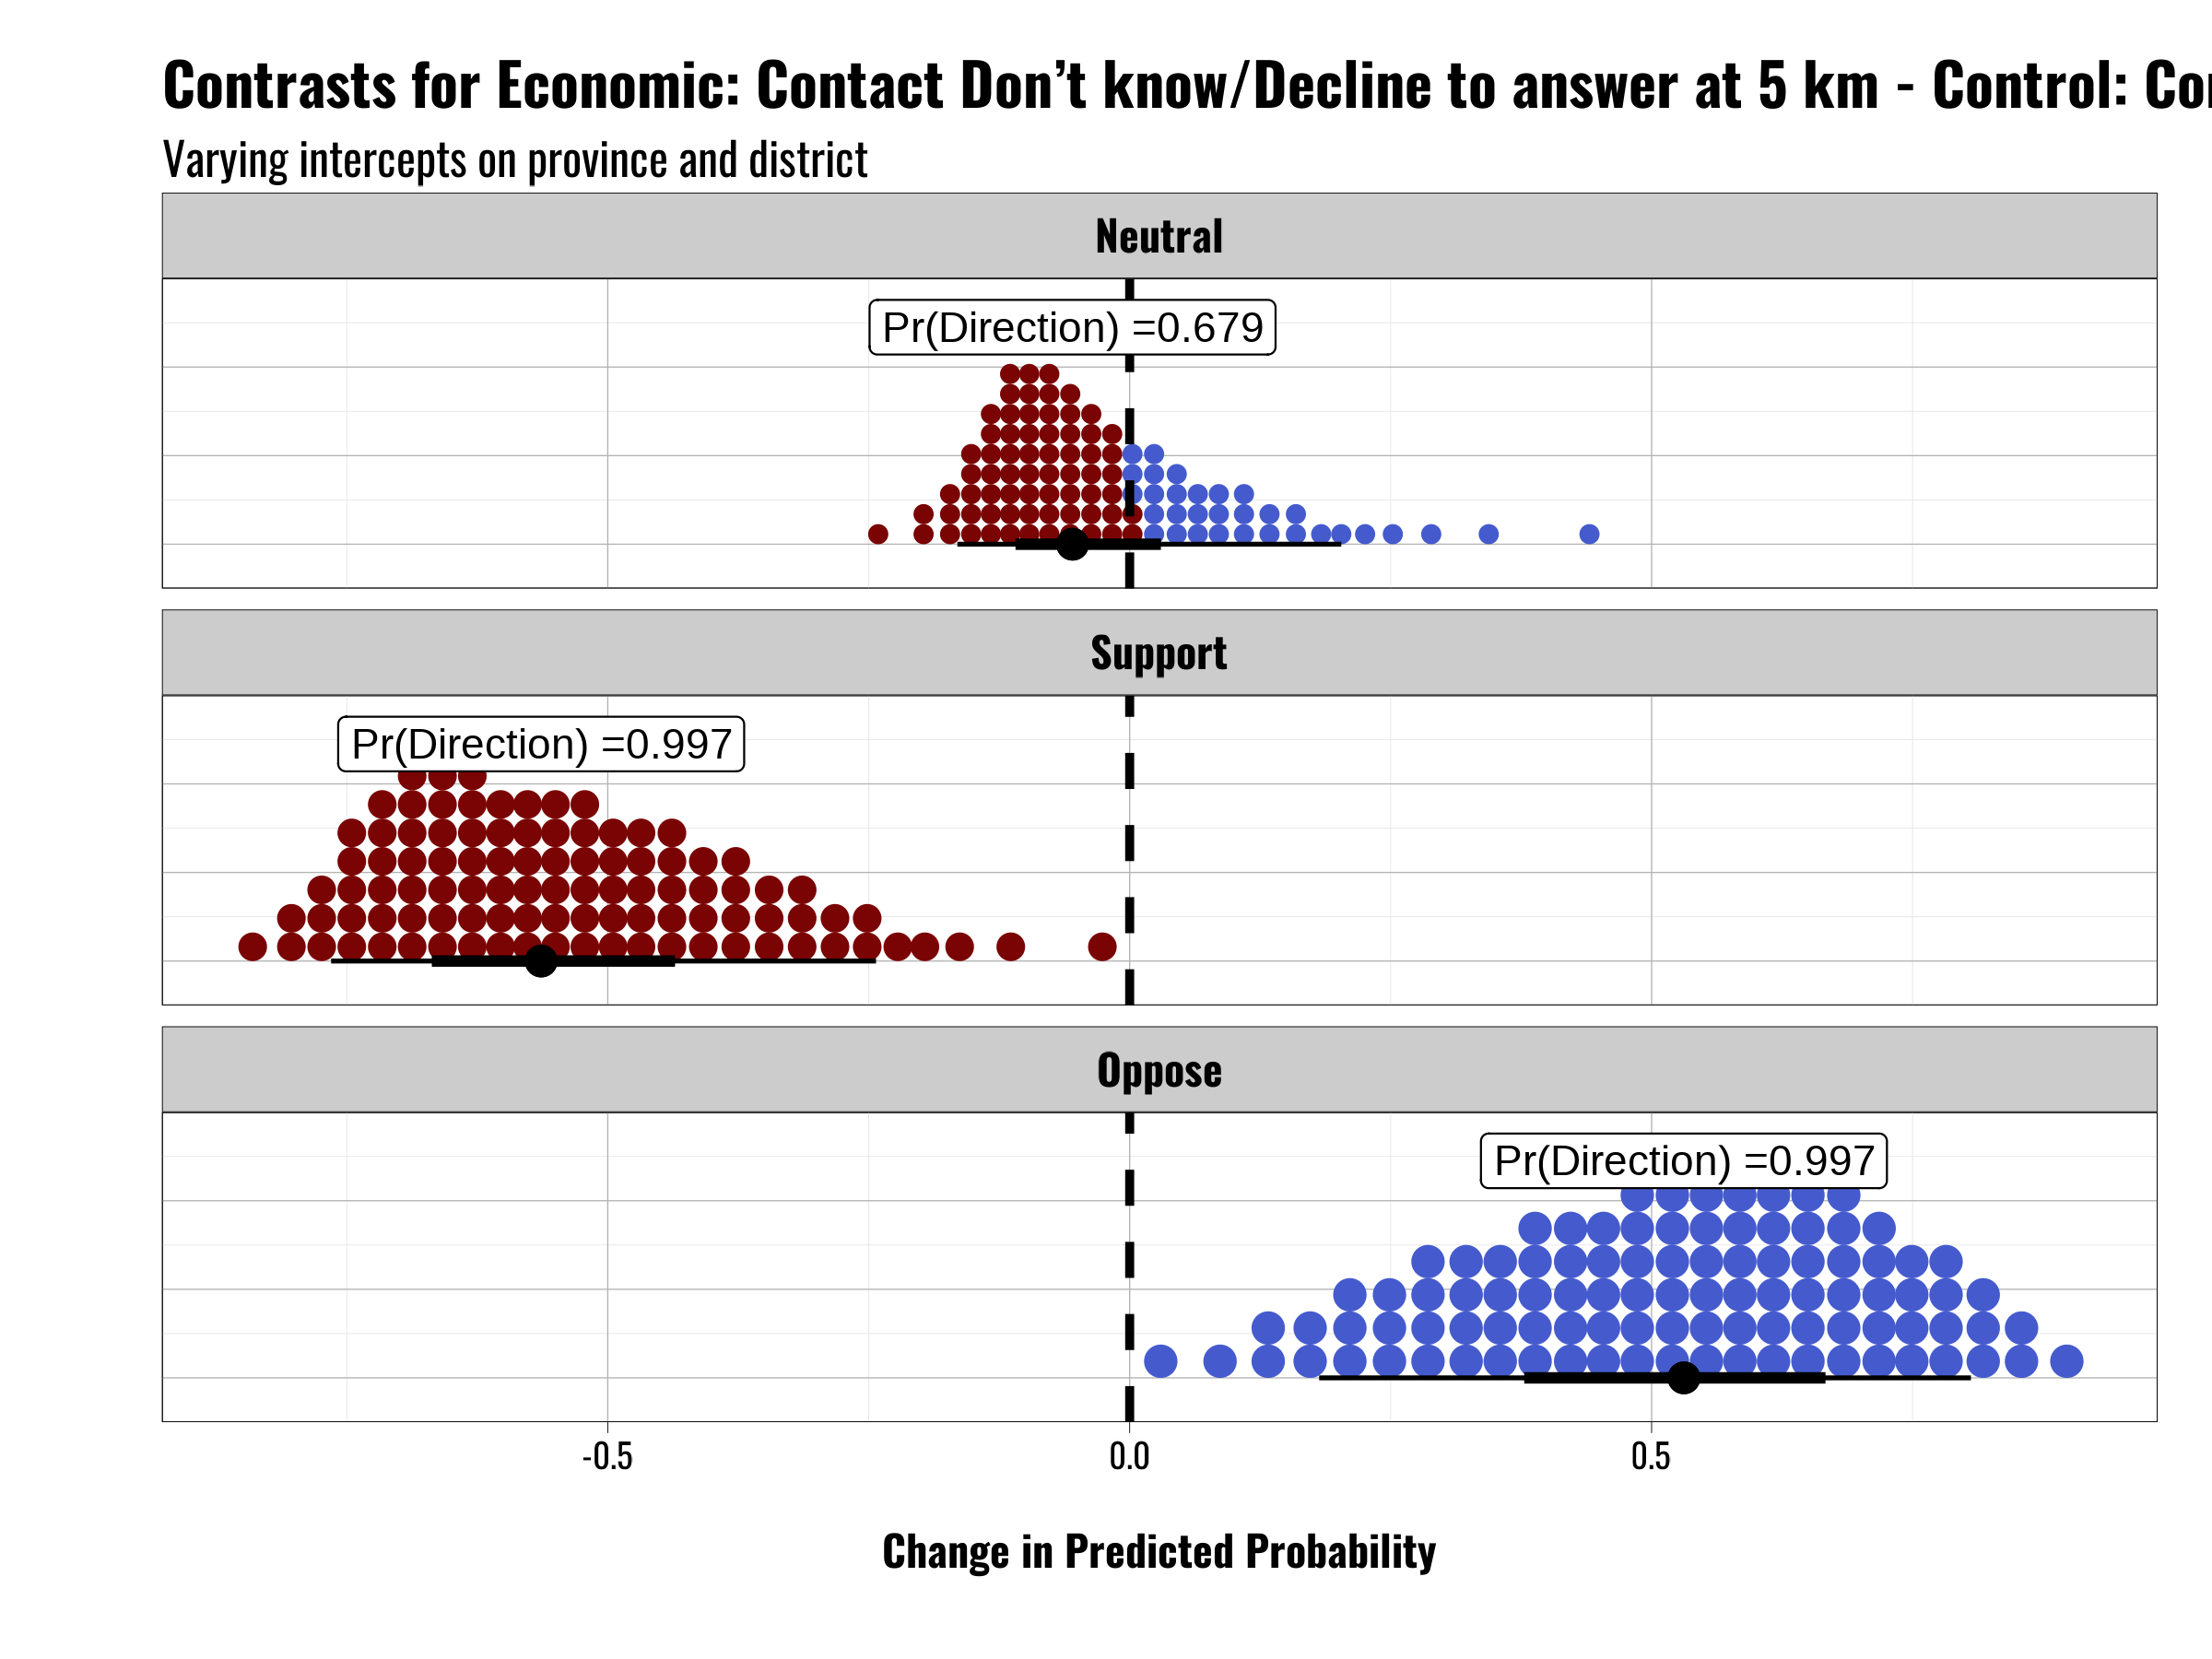 Contrasts for Economic: Contact Don’t know/Decline to answer at 5 km - Control:
Varying intercepts on province and district
Neutral
Pr(Direction) =0.679
Support
Pr(Direction) =0.997
Oppose
Pr(Direction) =0.997
-0.5 0.0 0.5
Change in Predicted Probability